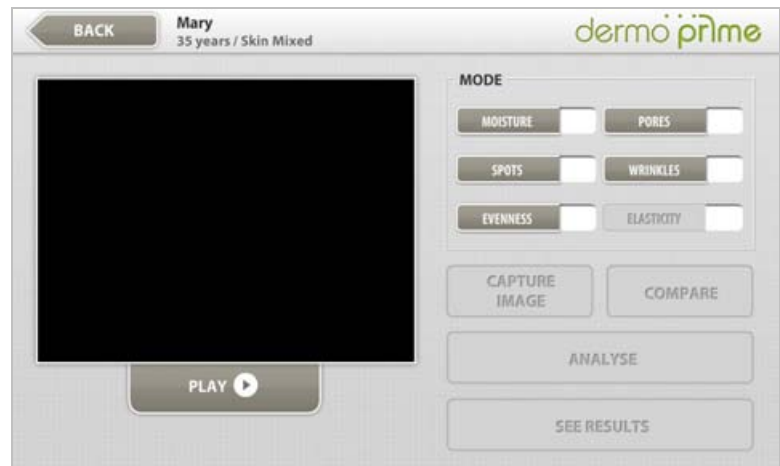 BACK
Mary
35 years / Skin Mixed
dermo prime
MODE
MOISTURE
PORES
SPOTS
WRINKLES
EVENNESS
ELASTICITY
CAPTURE
IMAGE
COMPARE
ANALYSE
PLAY
SEE RESULTS